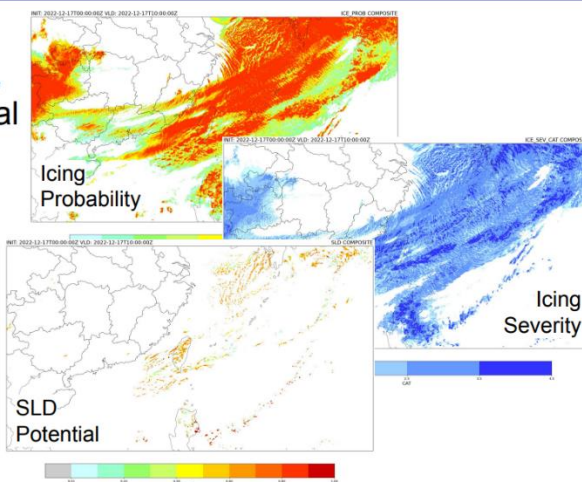 al
INIT: 2022-12-17T00:00:00Z VLD: 2022-12-17T10:00:00Z ICE_PROB COMPOSITE
Icing
Probability
INIT: 2022-12-17T00:00:00Z VLD: 2022-12-17T10:00:00Z ICE_SEV_CAT COMPOS
Icing
Severity
CAT
INIT: 2022-12-17T00:00:00Z VLD: 2022-12-17T10:00:00Z SLD COMPOSITE
SLD
Potential